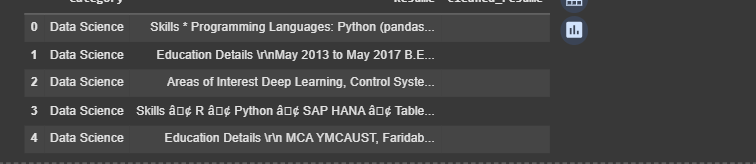 Category Resume cleaned_resume
0 Data Science Skills * Programming Languages: Python (pandas...
1 Data Science Education Details \r\nMay 2013 to May 2017 B.E...
2 Data Science Areas of Interest Deep Learning, Control Syste...
3 Data Science Skills â□¢ R â□¢ Python â□¢ SAP HANA â□¢ Table...
4 Data Science Education Details \r\n MCA YMCAUST, Faridab...